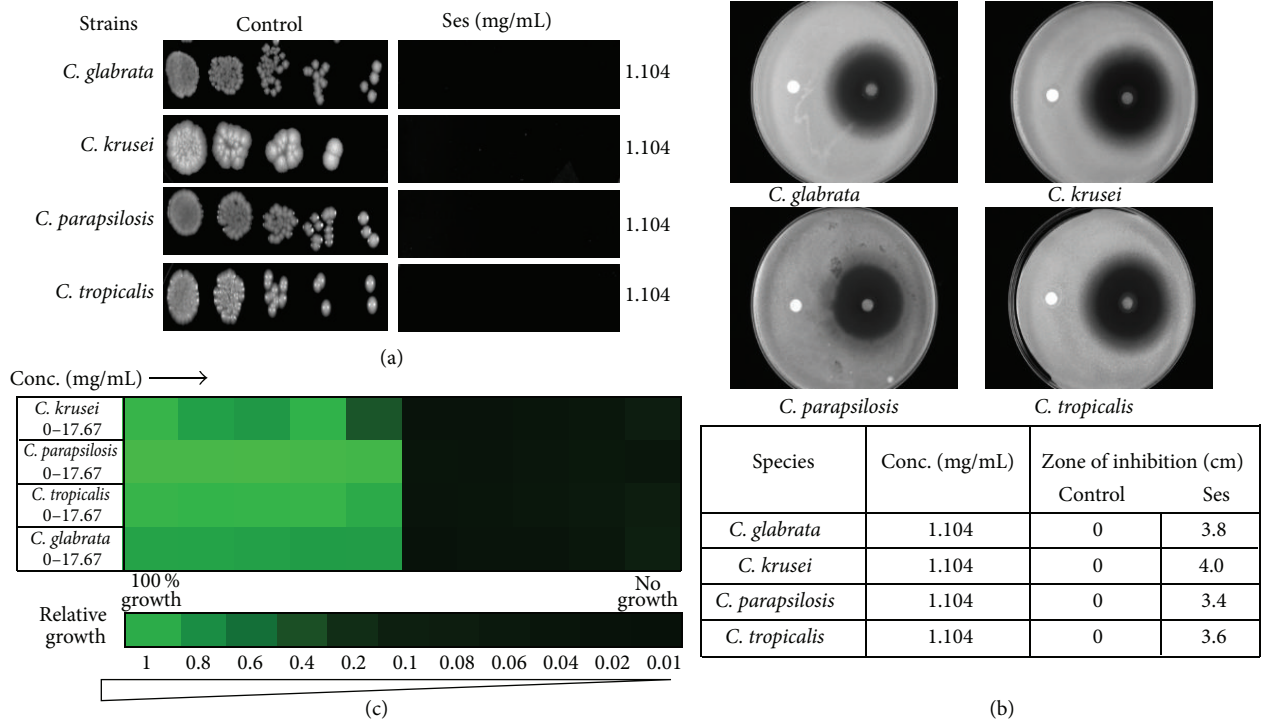 Strains Control Ses (mg/mL)
C. glabrata 1.104
C. krusei 1.104
C. parapsilosis 1.104
C. tropicalis 1.104
(a)
Conc. (mg/mL)
C. krusei
0–17.67
C. parapsilosis
0–17.67
C. tropicalis
0–17.67
C. glabrata
0–17.67
100 %
growth
No
growth
Relative
growth
1 0.8 0.6 0.4 0.2 0.1 0.08 0.06 0.04 0.02 0.01
(c)
C. glabrata C. krusei
C. parapsilosis C. tropicalis
Species Conc. (mg/mL) Zone of inhibition (cm)
Control Ses
C. glabrata 1.104 0 3.8
C. krusei 1.104 0 4.0
C. parapsilosis 1.104 0 3.4
C. tropicalis 1.104 0 3.6
(b)